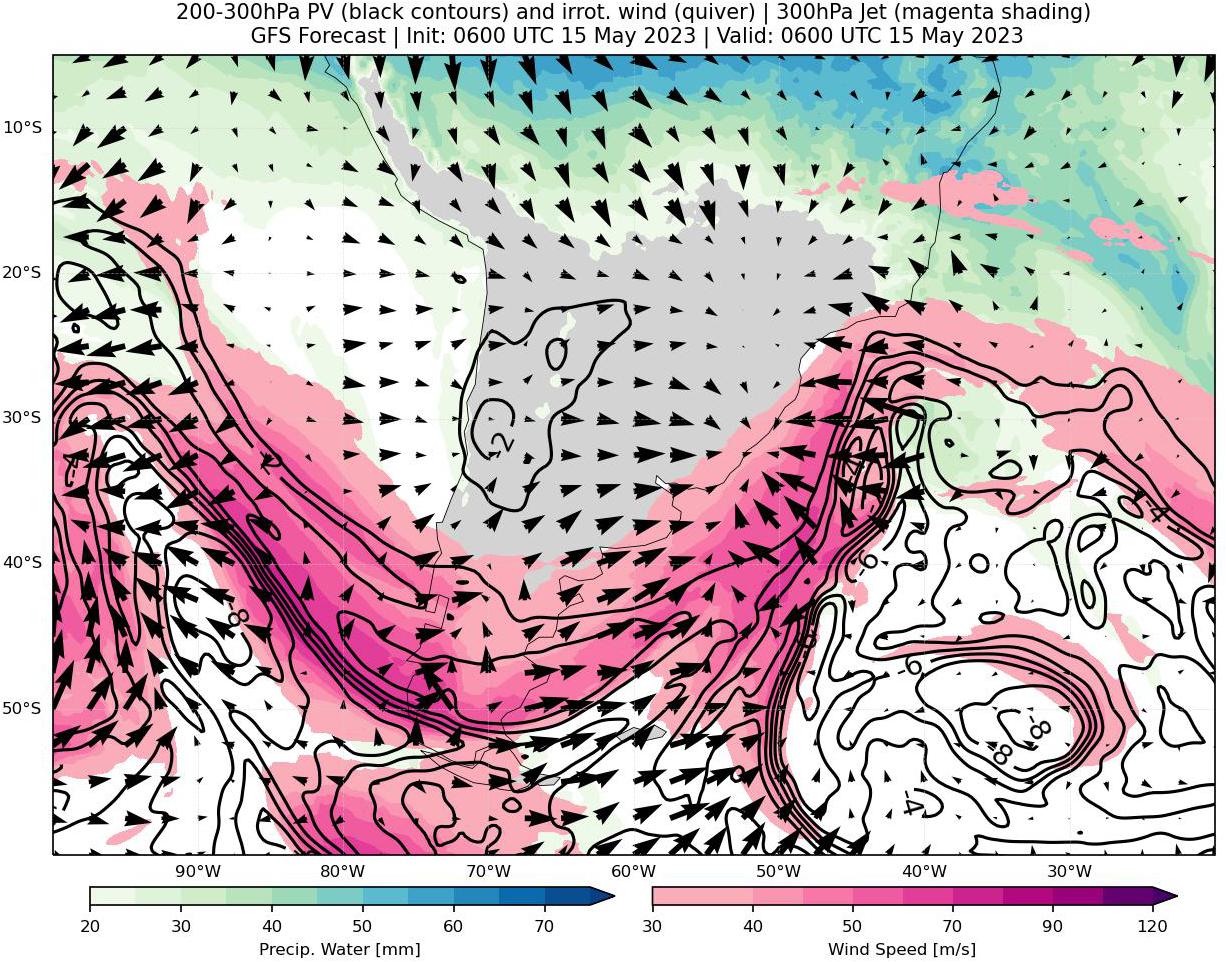 200-300hPa PV (black contours) and irrot. wind (quiver) | 300hPa Jet (magenta shading)
GFS Forecast | Init: 0600 UTC 15 May 2023 | Valid: 0600 UTC 15 May 2023
10°S
20°S
30°S
-2
-4
-4
40°S
-6
-8
-6
50°S
-8
-8
-4
90°W 80°W 70°W 60°W 50°W 40°W 30°W
20 30 40 50 60 70
30 40 50 70 90 120
Precip. Water [mm] Wind Speed [m/s]